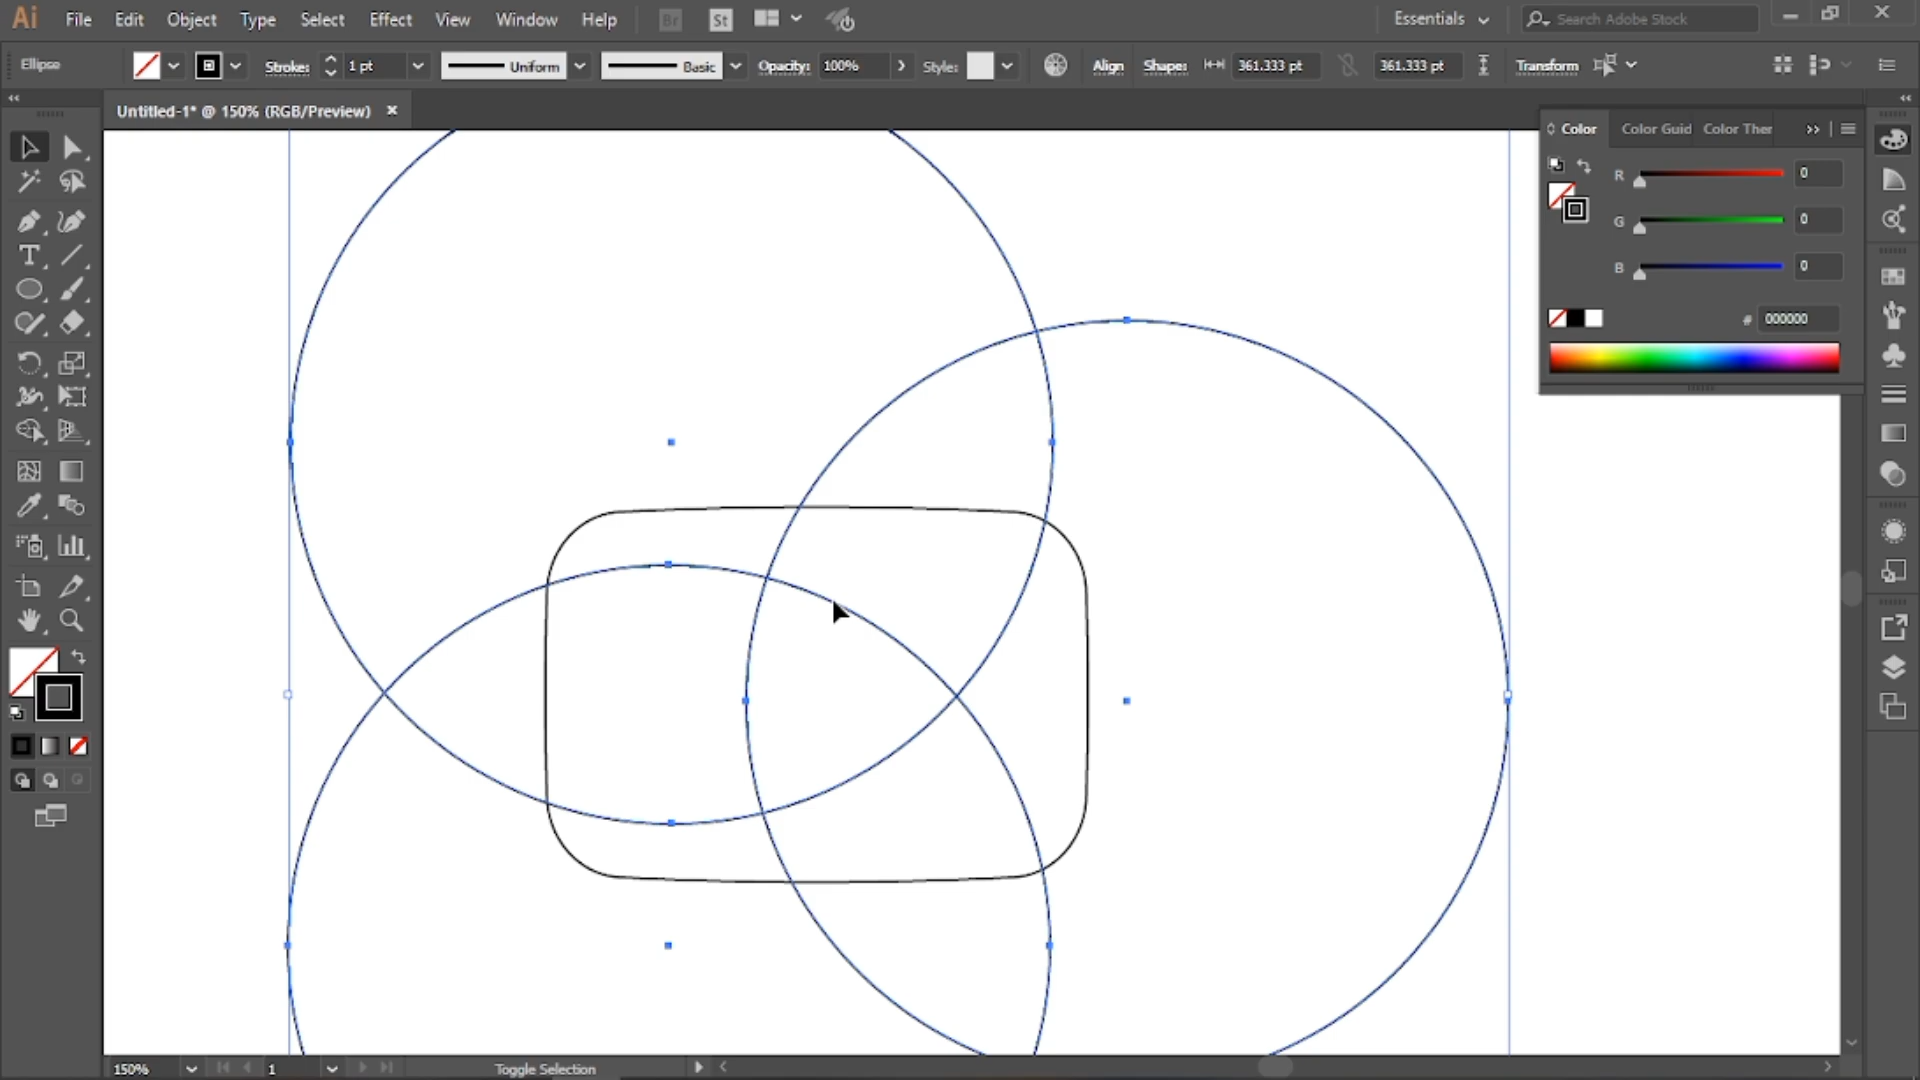 Ai File Edit Object Type Select Effect View Window Help Br St Essentials Search Adobe Stock
Ellipse Stroke: 1 pt Uniform Basic Opacity: 100% Style: Align Shape: 361.333 pt 361.333 pt Transform
Untitled-1* @ 150% (RGB/Preview)
Color Color Guid Color Ther
R 0
G 0
B 0
# 000000
T
150% 1 Toggle Selection